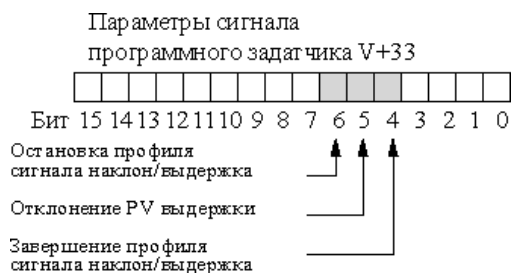 Параметры сигнала
программного задатчика V+33
Бит 15 14 13 12 11 10 9 8 7 6 5 4 3 2 1 0
Остановка профиля
сигнала наклон/выдержка
Отклонение PV выдержки
Завершение профиля
сигнала наклон/выдержка